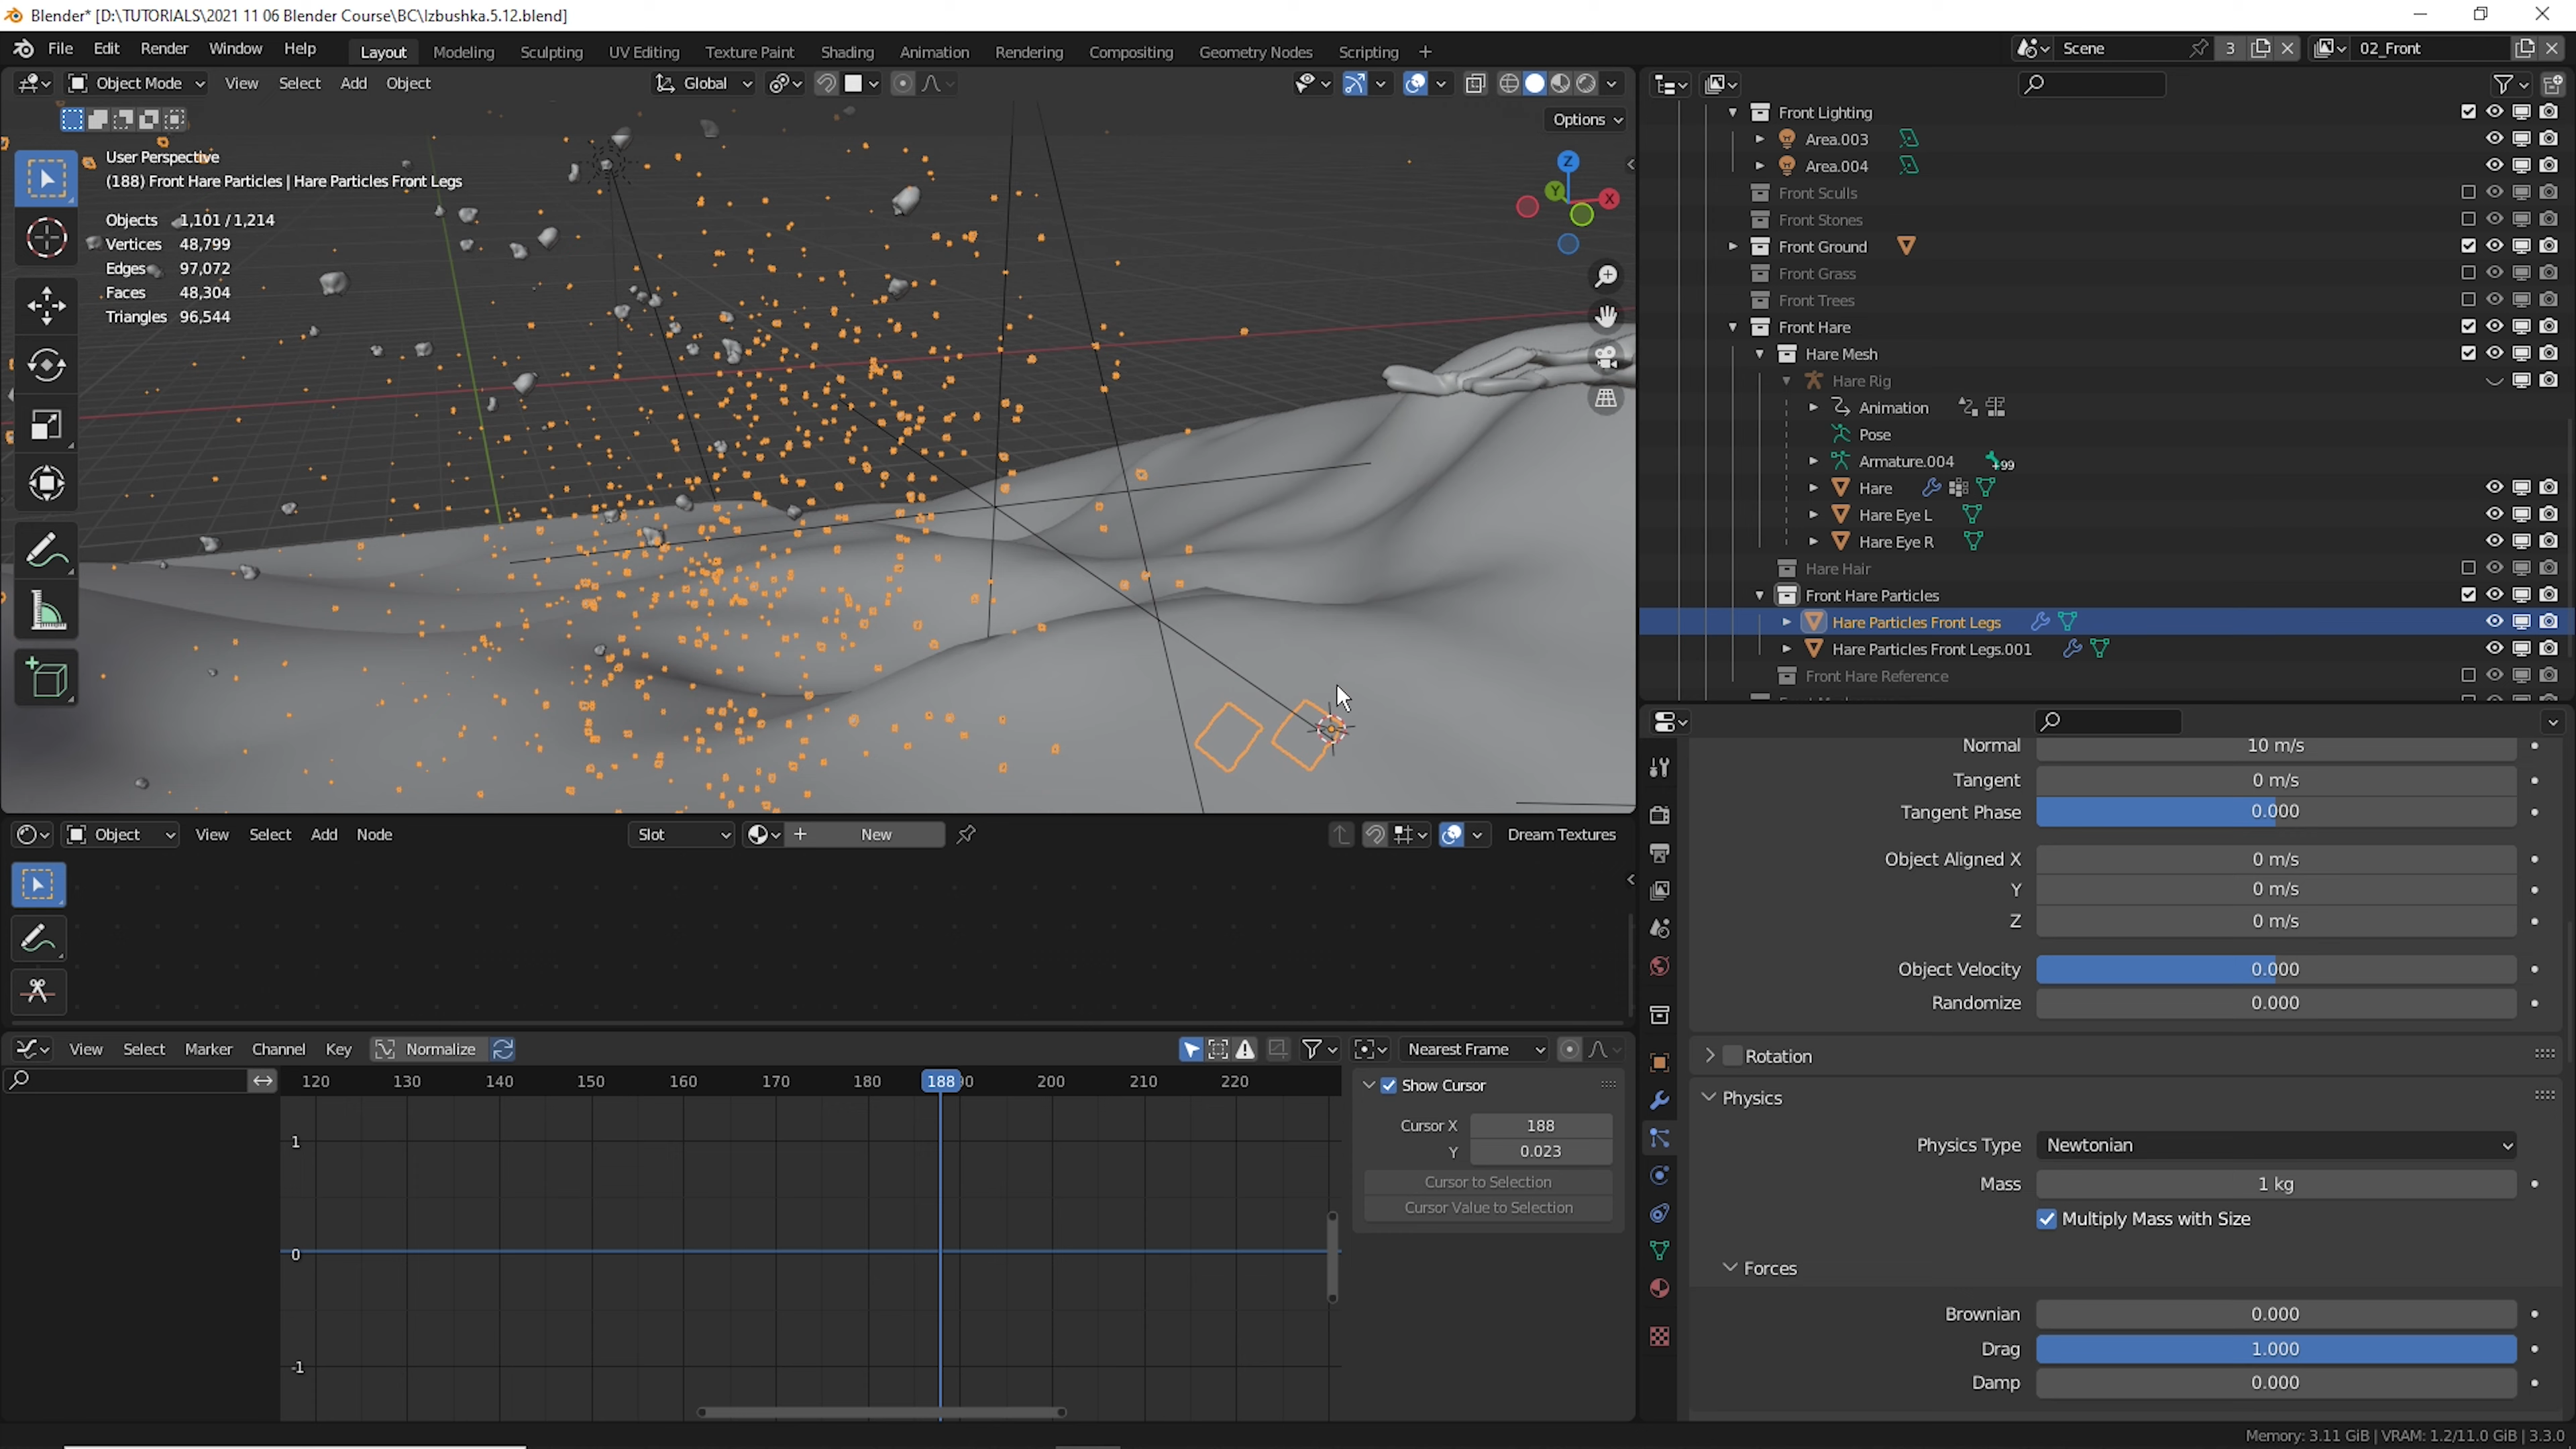 Blender* [D:\TUTORIALS\2021 11 06 Blender Course\BC\Izbushka.5.12.blend]
File Edit Render Window Help Layout Modeling Sculpting UV Editing Texture Paint Shading Animation Rendering Compositing Geometry Nodes Scripting + Scene 3 02_Front
Object Mode View Select Add Object Global
Options
User Perspective
(188) Front Hare Particles | Hare Particles Front Legs
Objects 1,101 / 1,214
Vertices 48,799
Edges 97,072
Faces 48,304
Triangles 96,544
Z
Y
X
Front Lighting
Area.003
Area.004
Front Sculls
Front Stones
Front Ground
Front Grass
Front Trees
Front Hare
Hare Mesh
Hare Rig
Animation
Pose
Armature.004 +99
Hare
Hare Eye L
Hare Eye R
Hare Hair
Front Hare Particles
Hare Particles Front Legs
Hare Particles Front Legs.001
Front Hare Reference
Normal 10 m/s
Tangent 0 m/s
Tangent Phase 0.000
Object Aligned X 0 m/s
Y 0 m/s
Z 0 m/s
Object Velocity 0.000
Randomize 0.000
Rotation
Physics
Physics Type Newtonian
Mass 1 kg
Multiply Mass with Size
Forces
Brownian 0.000
Drag 1.000
Damp 0.000
Object View Select Add Node Slot + New Dream Textures
View Select Marker Channel Key Normalize Nearest Frame
120 130 140 150 160 170 180 188 90 200 210 220
1
0
-1
Show Cursor
Cursor X 188
Y 0.023
Cursor to Selection
Cursor Value to Selection
Memory: 3.11 GiB | VRAM: 1.2/11.0 GiB | 3.3.0